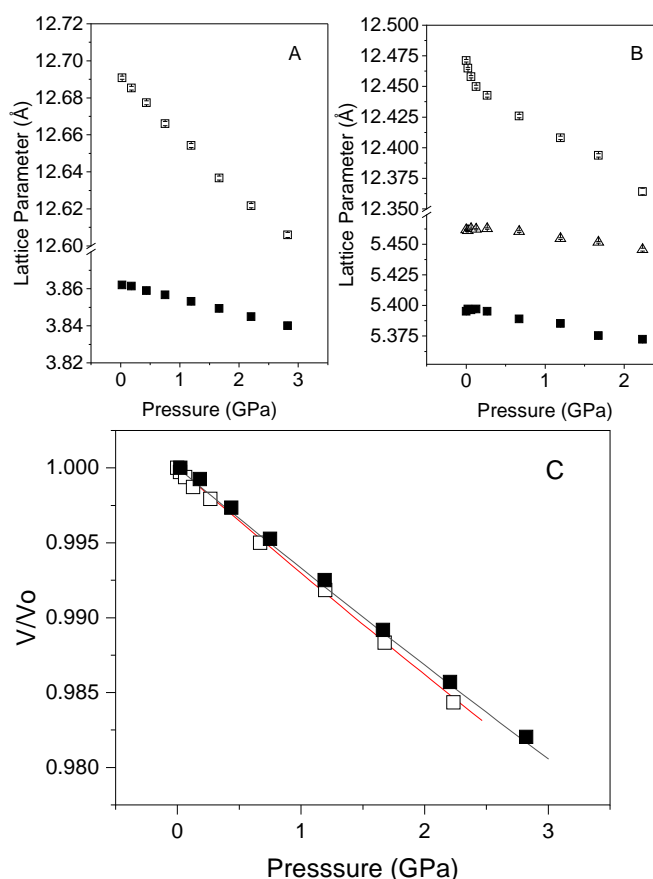 A
12.72
12.70
12.68
12.66
12.64
12.62
12.60
3.86
3.84
3.82
Lattice Parameter (Å)
0 1 2 3
Pressure (GPa)
B
12.500
12.475
12.450
12.425
12.400
12.375
12.350
5.450
5.425
5.400
5.375
Lattice Parameter (Å)
0 1 2
Pressure (GPa)
C
1.000
0.995
0.990
0.985
0.980
V/Vo
0 1 2 3
Presssure (GPa)